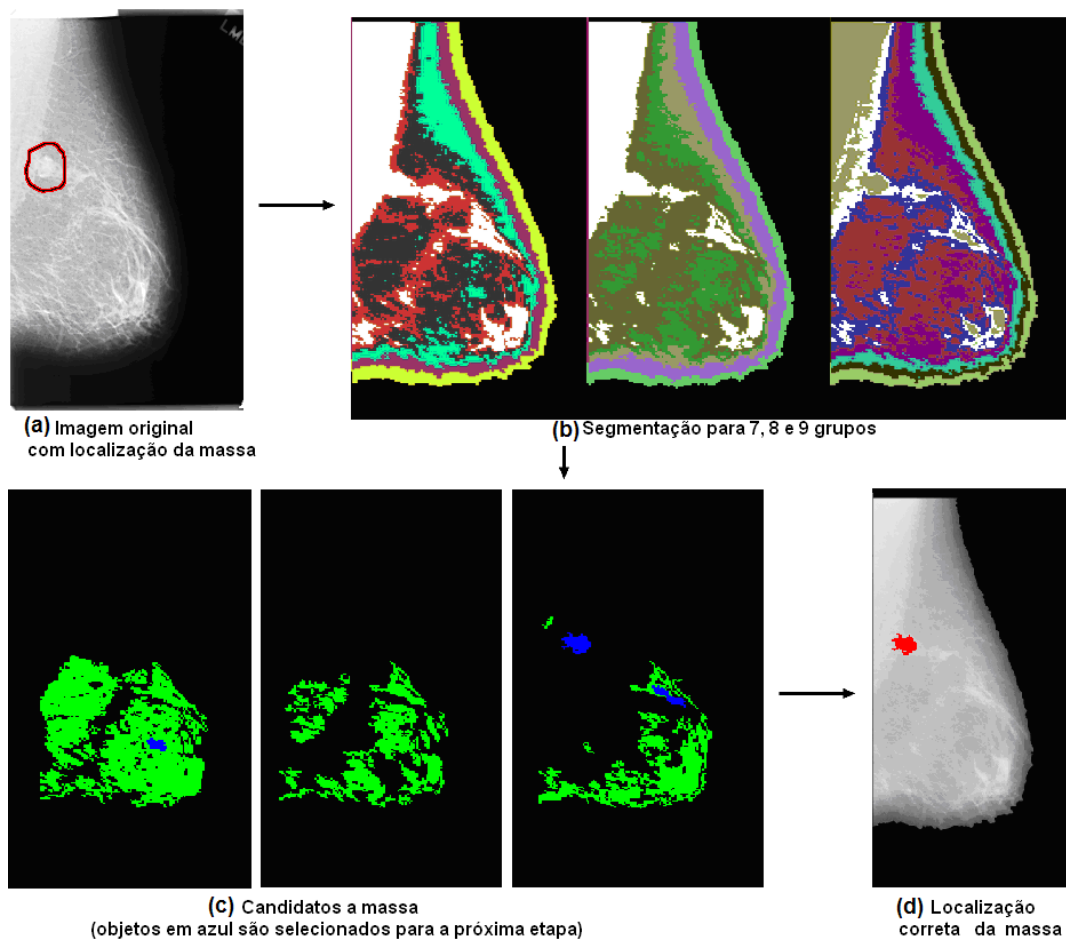 (a) Imagem original
com localização da massa
(b) Segmentação para 7, 8 e 9 grupos
(c) Candidatos a massa
(objetos em azul são selecionados para a próxima etapa)
(d) Localização
correta da massa